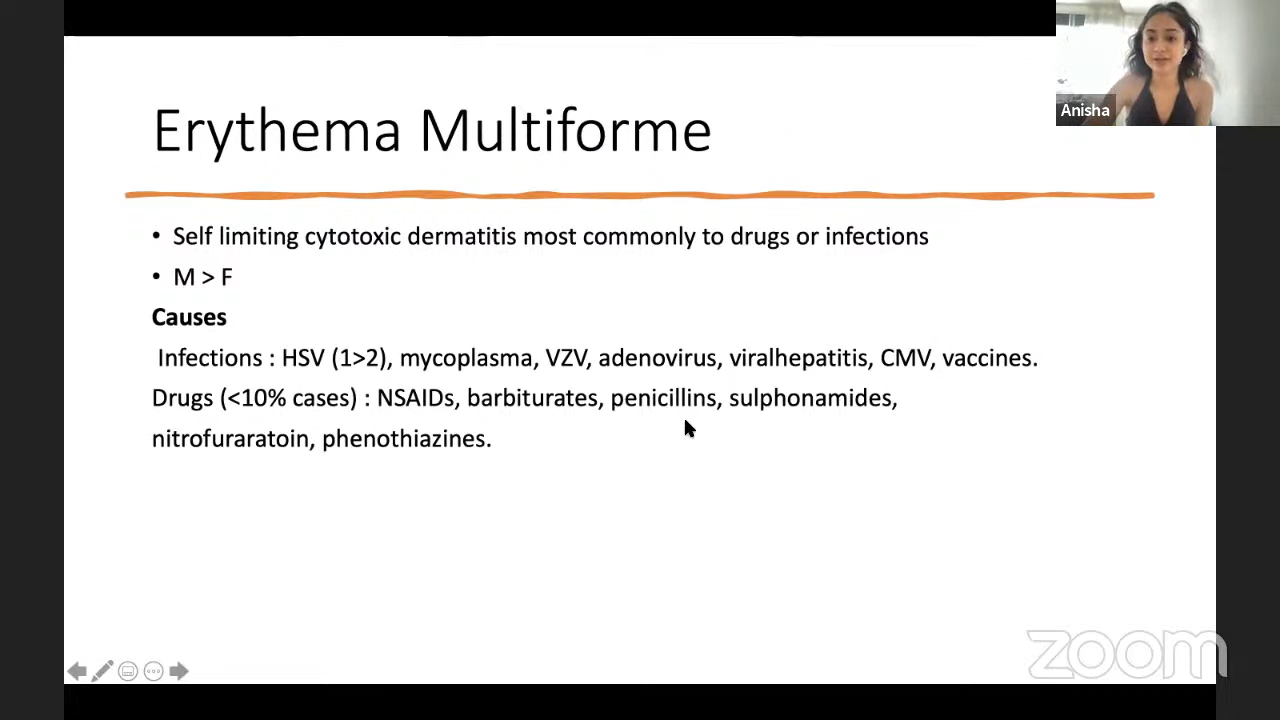 Anisha
Erythema Multiforme
• Self limiting cytotoxic dermatitis most commonly to drugs or infections
• M > F
Causes
Infections : HSV (1>2), mycoplasma, VZV, adenovirus, viralhepatitis, CMV, vaccines.
Drugs (<10% cases) : NSAIDs, barbiturates, penicillins, sulphonamides,
nitrofuraratoin, phenothiazines.
zoom